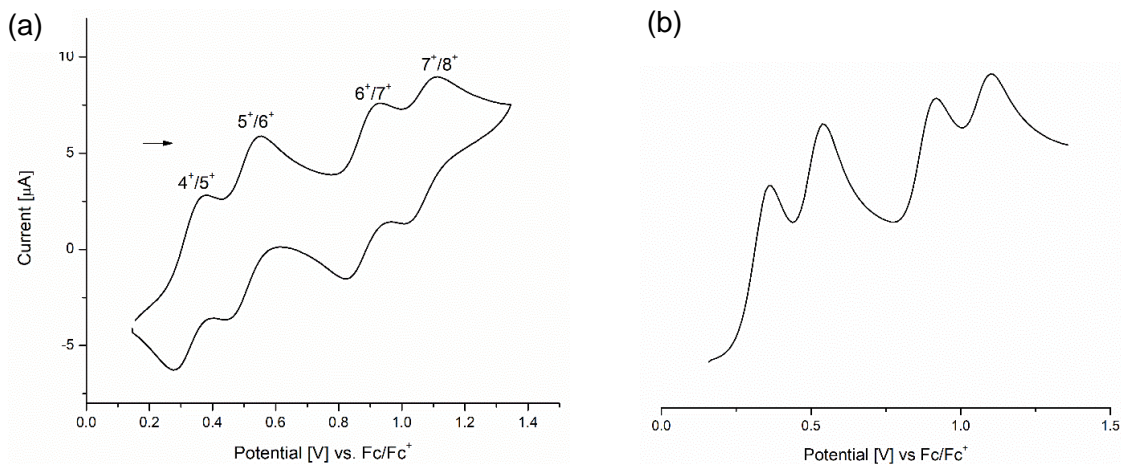 (a)
(b)
7⁺/8⁺
6⁺/7⁺
5⁺/6⁺
4⁺/5⁺
Current [µA]
10
5
0
-5
0.0 0.2 0.4 0.6 0.8 1.0 1.2 1.4
Potential [V] vs. Fc/Fc⁺
0.0 0.5 1.0 1.5
Potential [V] vs Fc/Fc⁺